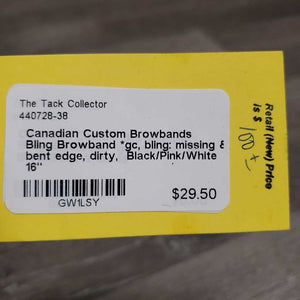 The Tack Collector
440728-38
Canadian Custom Browbands
Bling Browband *gc, bling: missing &
bent edge, dirty, Black/Pink/White
16"
$29.50
GW1LSY
Retail (New) Price
is $ 100 ±